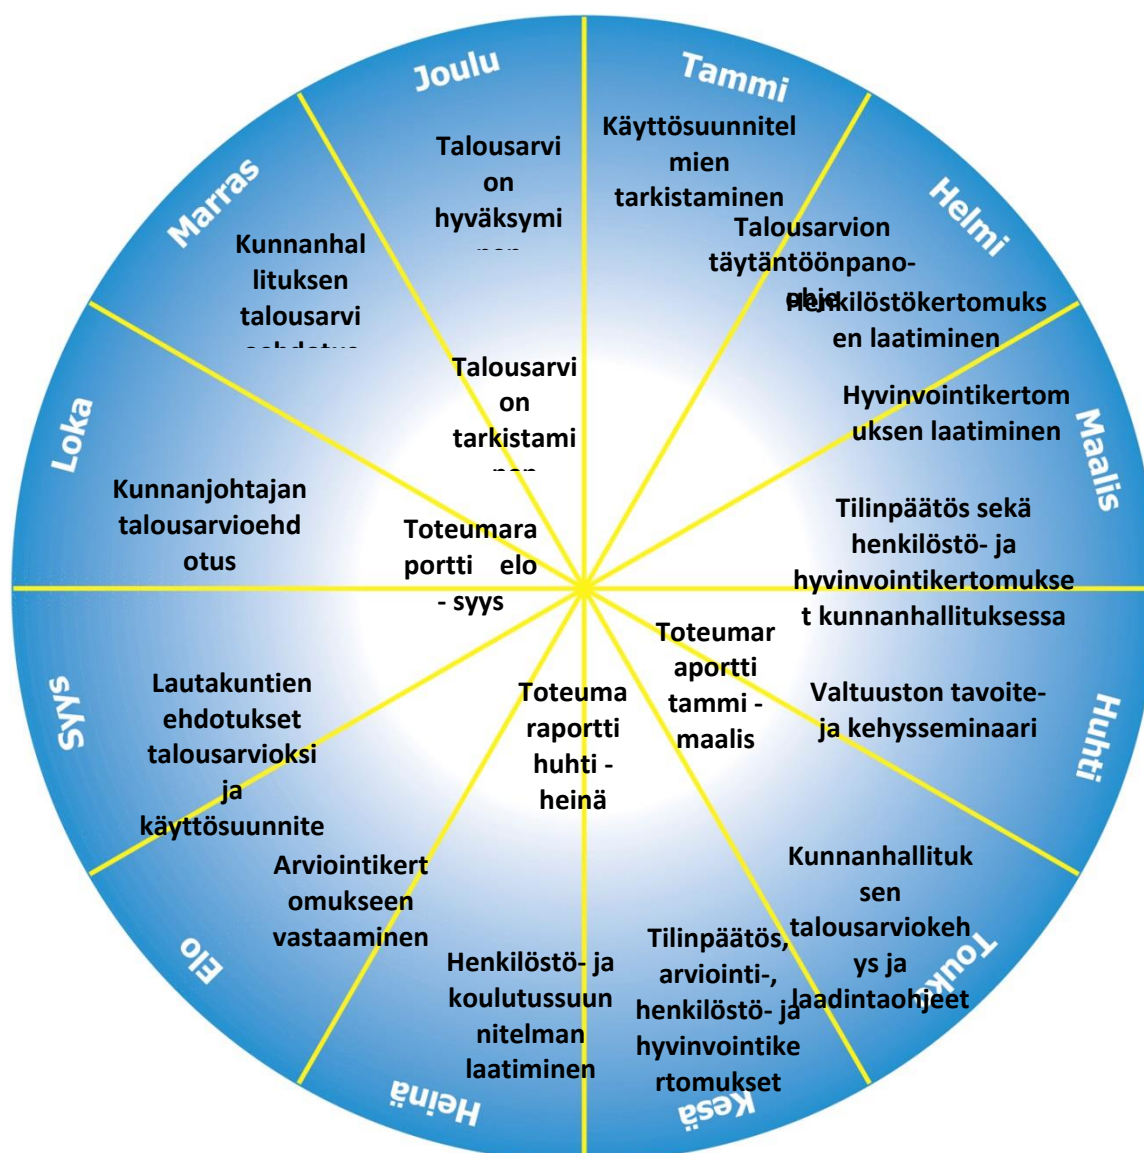 Joulu
Tammi
Marras
Helmi
Loka
Maalis
Syys
Huhti
Elo
Touko
Heinä
Kesä
Käyttösuunnitel
mien
tarkistaminen
Talousarvi
on
hyväksymi
Talousarvion
täytäntöönpano-
ohje
Kunnanhal
lituksen
talousarvi
Henkilöstökertomuks
en laatiminen
Talousarvi
on
tarkistami
Hyvinvointikertom
uksen laatiminen
Kunnanjohtajan
talousarvioehd
otus
Toteumara
portti elo
- syys
Tilinpäätös sekä
henkilöstö- ja
hyvinvointikertomukse
t kunnanhallituksessa
Toteumar
aportti
tammi -
maalis
Valtuuston tavoite-
ja kehysseminaari
Lautakuntien
ehdotukset
talousarvioksi
ja
käyttösuunnite
Toteuma
raportti
huhti -
heinä
Arviointikert
omukseen
vastaaminen
Kunnanhallituk
sen
talousarviokeh
ys ja
laadintaohjeet
Henkilöstö- ja
koulutussuun
nitelman
laatiminen
Tilinpäätös,
arviointi-,
henkilöstö- ja
hyvinvointike
rtomukset